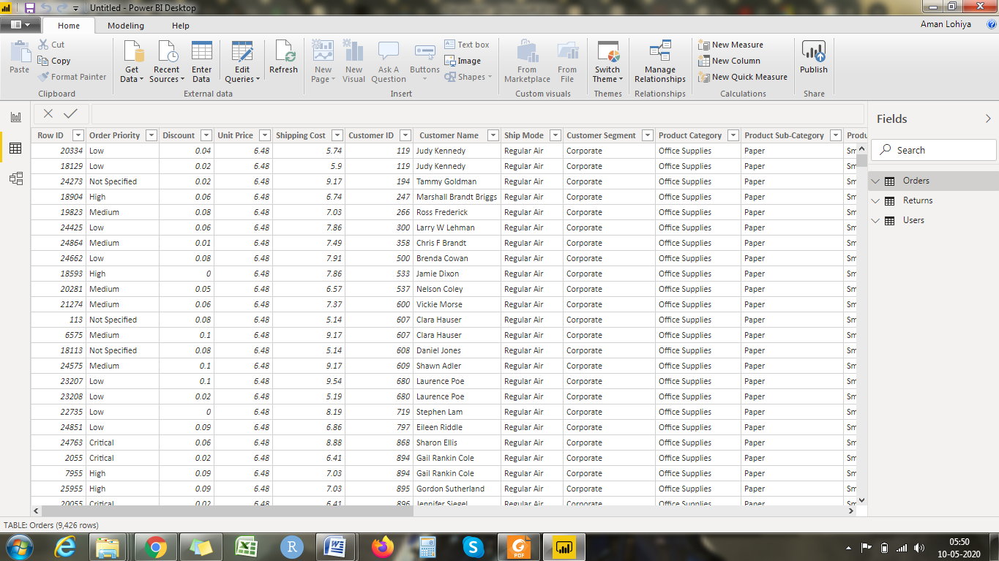 Untitled - Power BI Desktop
Home Modeling Help Aman Lohiya
Paste Cut Copy Format Painter Clipboard
Get Data Recent Sources Enter Data Edit Queries Refresh External data
New Page New Visual Ask A Question Buttons Text box Image Shapes Insert
From Marketplace From File Custom visuals
Switch Theme Themes
Manage Relationships Relationships
New Measure New Column New Quick Measure Calculations
Publish Share
Fields
Search
Orders
Returns
Users
Row ID Order Priority Discount Unit Price Shipping Cost Customer ID Customer Name Ship Mode Customer Segment Product Category Product Sub-Category Produ
20334 Low 0.04 6.48 5.74 119 Judy Kennedy Regular Air Corporate Office Supplies Paper Sm
18129 Low 0.02 6.48 5.9 119 Judy Kennedy Regular Air Corporate Office Supplies Paper Sm
24273 Not Specified 0.02 6.48 9.17 194 Tammy Goldman Regular Air Corporate Office Supplies Paper Sm
18904 High 0.06 6.48 6.74 247 Marshall Brandt Briggs Regular Air Corporate Office Supplies Paper Sm
19823 Medium 0.08 6.48 7.03 266 Ross Frederick Regular Air Corporate Office Supplies Paper Sm
24425 Low 0.06 6.48 7.86 300 Larry W Lehman Regular Air Corporate Office Supplies Paper Sm
24864 Medium 0.01 6.48 7.49 358 Chris F Brandt Regular Air Corporate Office Supplies Paper Sm
24662 Low 0.08 6.48 7.91 500 Brenda Cowan Regular Air Corporate Office Supplies Paper Sm
18593 High 0 6.48 7.86 533 Jamie Dixon Regular Air Corporate Office Supplies Paper Sm
20281 Medium 0.05 6.48 6.57 537 Nelson Coley Regular Air Corporate Office Supplies Paper Sm
21274 Medium 0.06 6.48 7.37 600 Vickie Morse Regular Air Corporate Office Supplies Paper Sm
113 Not Specified 0.08 6.48 5.14 607 Clara Hauser Regular Air Corporate Office Supplies Paper Sm
6575 Medium 0.1 6.48 9.17 607 Clara Hauser Regular Air Corporate Office Supplies Paper Sm
18113 Not Specified 0.08 6.48 5.14 608 Daniel Jones Regular Air Corporate Office Supplies Paper Sm
24575 Medium 0.1 6.48 9.17 609 Shawn Adler Regular Air Corporate Office Supplies Paper Sm
23207 Low 0.1 6.48 9.54 680 Laurence Poe Regular Air Corporate Office Supplies Paper Sm
23208 Low 0.02 6.48 5.19 680 Laurence Poe Regular Air Corporate Office Supplies Paper Sm
22735 Low 0 6.48 8.19 719 Stephen Lam Regular Air Corporate Office Supplies Paper Sm
24851 Low 0.09 6.48 6.86 797 Eileen Riddle Regular Air Corporate Office Supplies Paper Sm
24763 Critical 0.06 6.48 8.88 868 Sharon Ellis Regular Air Corporate Office Supplies Paper Sm
2055 Critical 0.02 6.48 6.41 894 Gail Rankin Cole Regular Air Corporate Office Supplies Paper Sm
7955 High 0.09 6.48 7.03 894 Gail Rankin Cole Regular Air Corporate Office Supplies Paper Sm
25955 High 0.09 6.48 7.03 895 Gordon Sutherland Regular Air Corporate Office Supplies Paper Sm
20055 Critical 0.02 6.48 6.41 896 Jennifer Siegel Regular Air Corporate Office Supplies Paper Sm
TABLE: Orders (9,426 rows)
PDF
05:50
10-05-2020